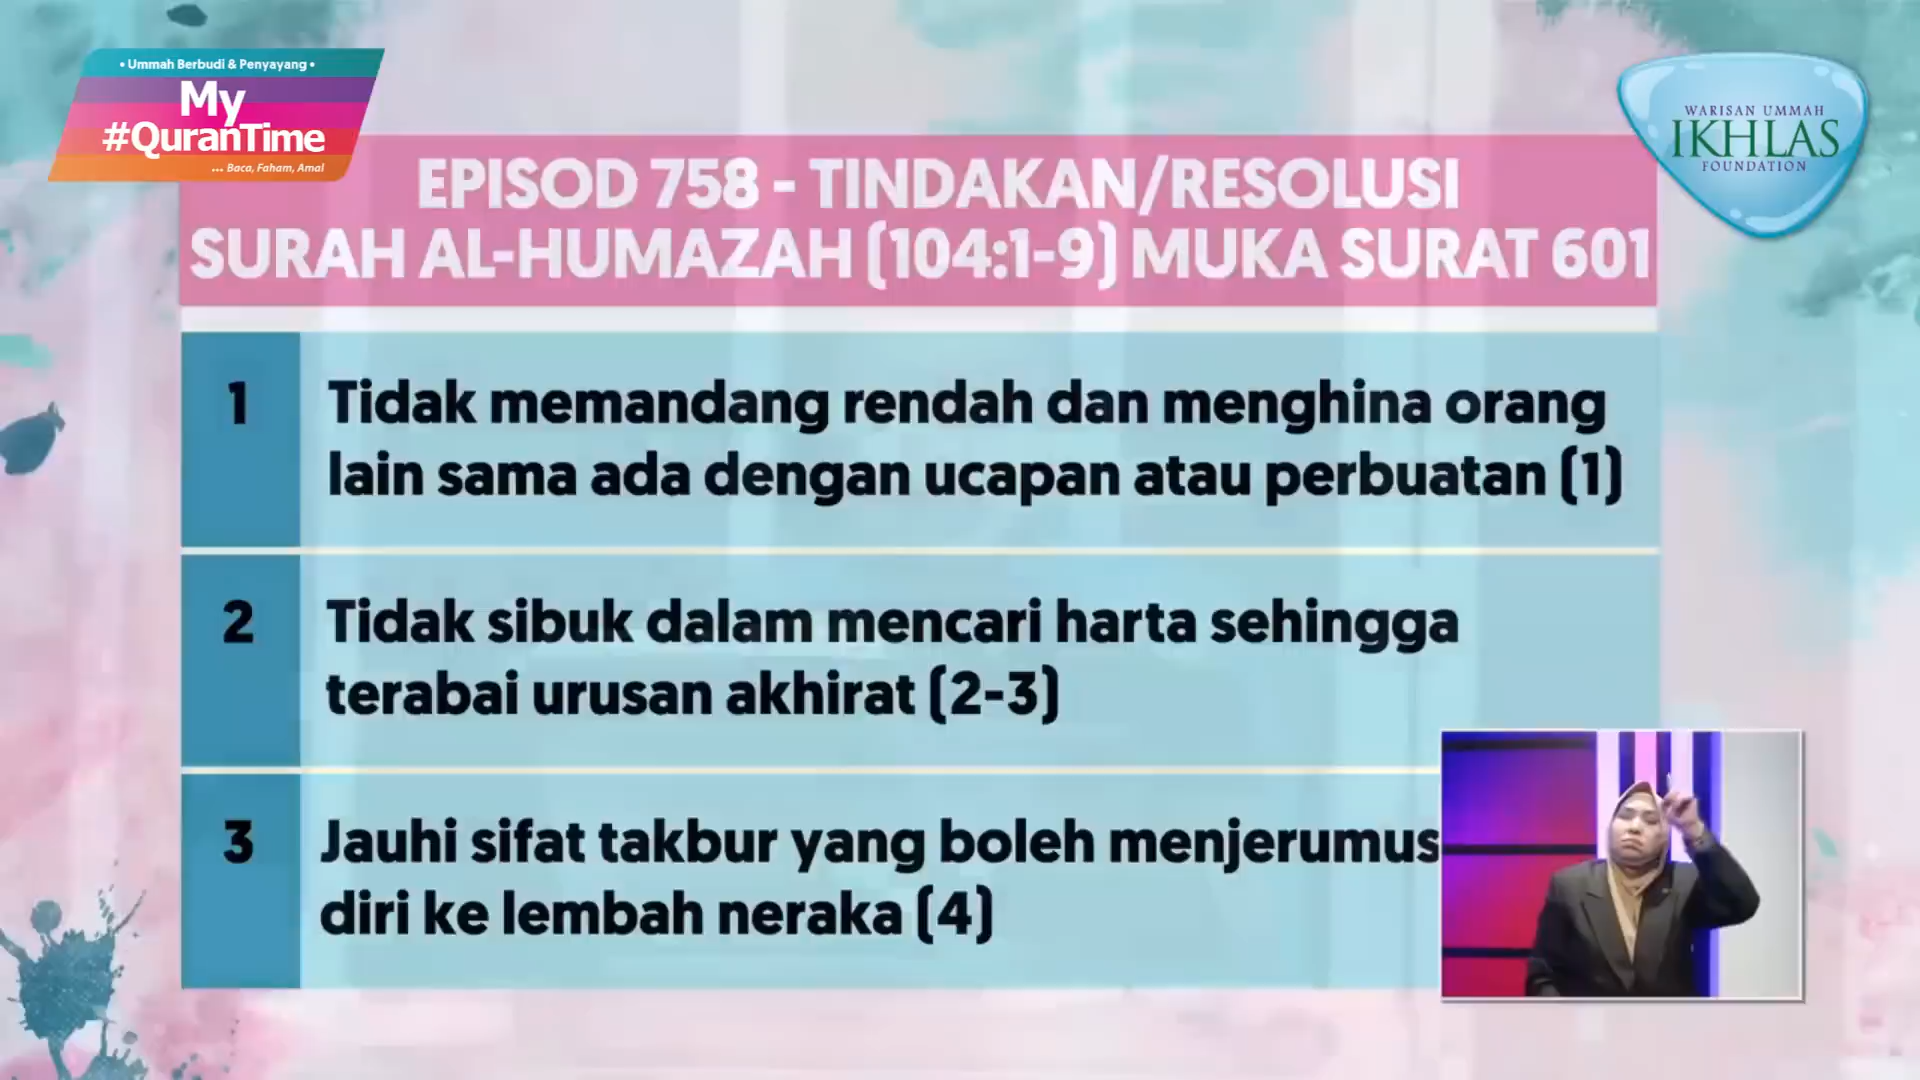 • Ummah Berbudi & Penyayang •
My
#QuranTime
... Baca, Faham, Amal
WARISAN UMMAH
IKHLAS
FOUNDATION
EPISOD 758 - TINDAKAN/RESOLUSI
SURAH AL-HUMAZAH (104:1-9) MUKA SURAT 601
1
Tidak memandang rendah dan menghina orang
lain sama ada dengan ucapan atau perbuatan (1)
2
Tidak sibuk dalam mencari harta sehingga
terabai urusan akhirat (2-3)
3
Jauhi sifat takbur yang boleh menjerumus
diri ke lembah neraka (4)